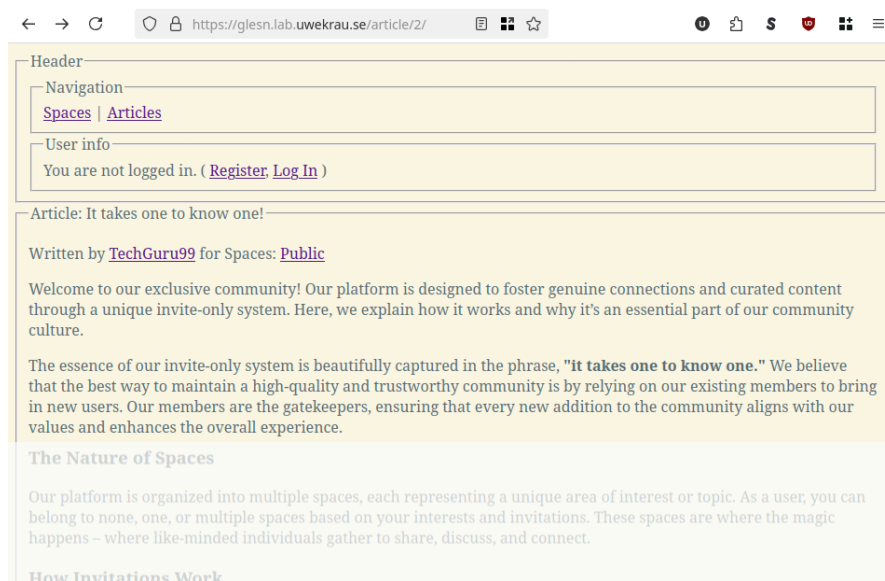 https://glesn.lab.uwekrau.se/article/2/
Header
Navigation
Spaces | Articles
User info
You are not logged in. ( Register, Log In )
Article: It takes one to know one!
Written by TechGuru99 for Spaces: Public
Welcome to our exclusive community! Our platform is designed to foster genuine connections and curated content
through a unique invite-only system. Here, we explain how it works and why it’s an essential part of our community
culture.
The essence of our invite-only system is beautifully captured in the phrase, "it takes one to know one." We believe
that the best way to maintain a high-quality and trustworthy community is by relying on our existing members to bring
in new users. Our members are the gatekeepers, ensuring that every new addition to the community aligns with our
values and enhances the overall experience.
The Nature of Spaces
Our platform is organized into multiple spaces, each representing a unique area of interest or topic. As a user, you can
belong to none, one, or multiple spaces based on your interests and invitations. These spaces are where the magic
happens – where like-minded individuals gather to share, discuss, and connect.
How Invitations Work